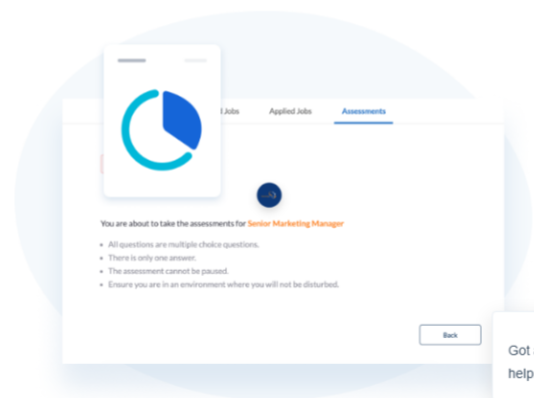 Jobs Applied Jobs Assessments
You are about to take the assessments for Senior Marketing Manager
All questions are multiple choice questions.
There is only one answer.
The assessment cannot be paused.
Ensure you are in an environment where you will not be disturbed.
Back
Got
help